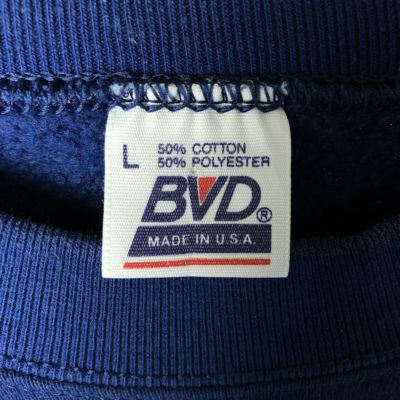 L
50% COTTON
50% POLYESTER
BVD®
MADE IN U.S.A.